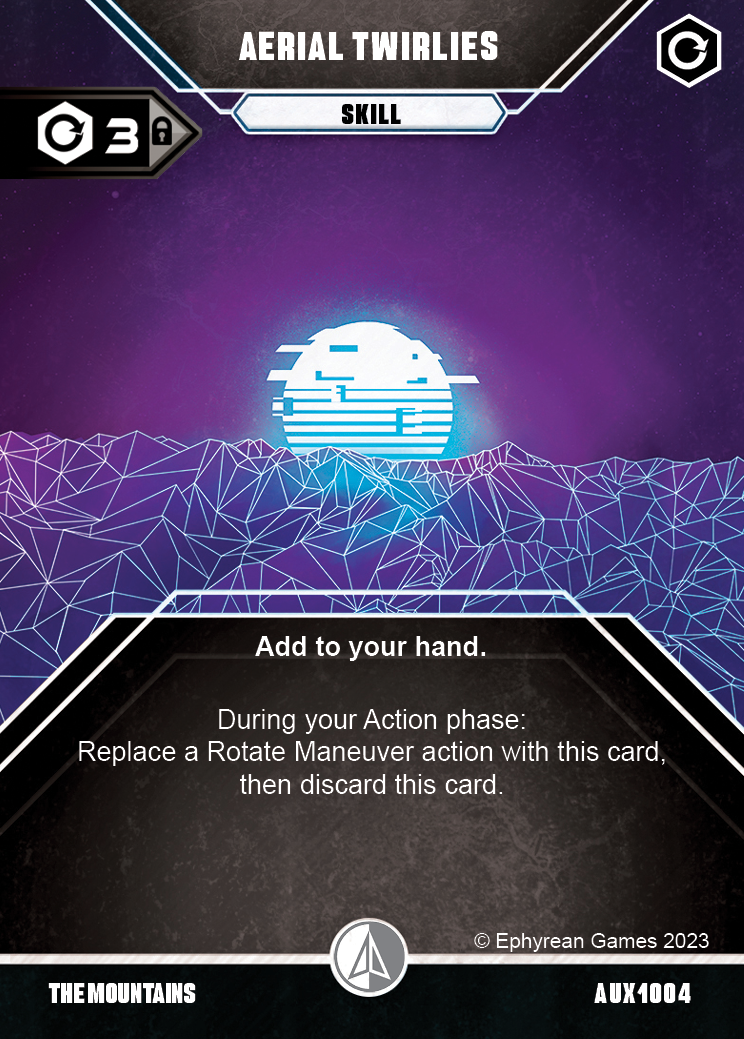 AERIAL TWIRLIES
SKILL
3
Add to your hand.
During your Action phase:
Replace a Rotate Maneuver action with this card,
then discard this card.
© Ephyrean Games 2023
THE MOUNTAINS
AUX1004